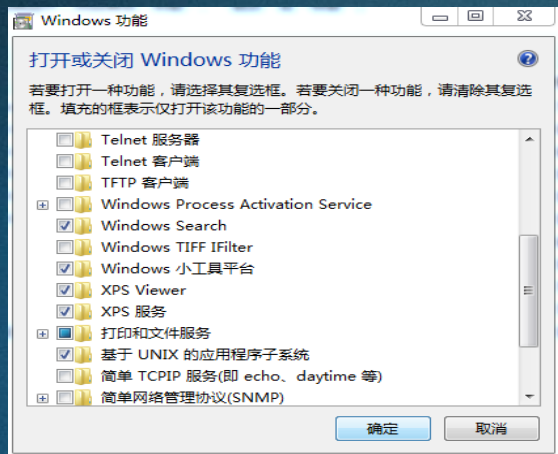 Windows 功能
打开或关闭 Windows 功能
若要打开一种功能，请选择其复选框。若要关闭一种功能，请清除其复选
框。填充的框表示仅打开该功能的一部分。
Telnet 服务器
Telnet 客户端
TFTP 客户端
Windows Process Activation Service
Windows Search
Windows TIFF IFilter
Windows 小工具平台
XPS Viewer
XPS 服务
打印和文件服务
基于 UNIX 的应用程序子系统
简单 TCPIP 服务(即 echo、daytime 等)
简单网络管理协议(SNMP)
确定
取消